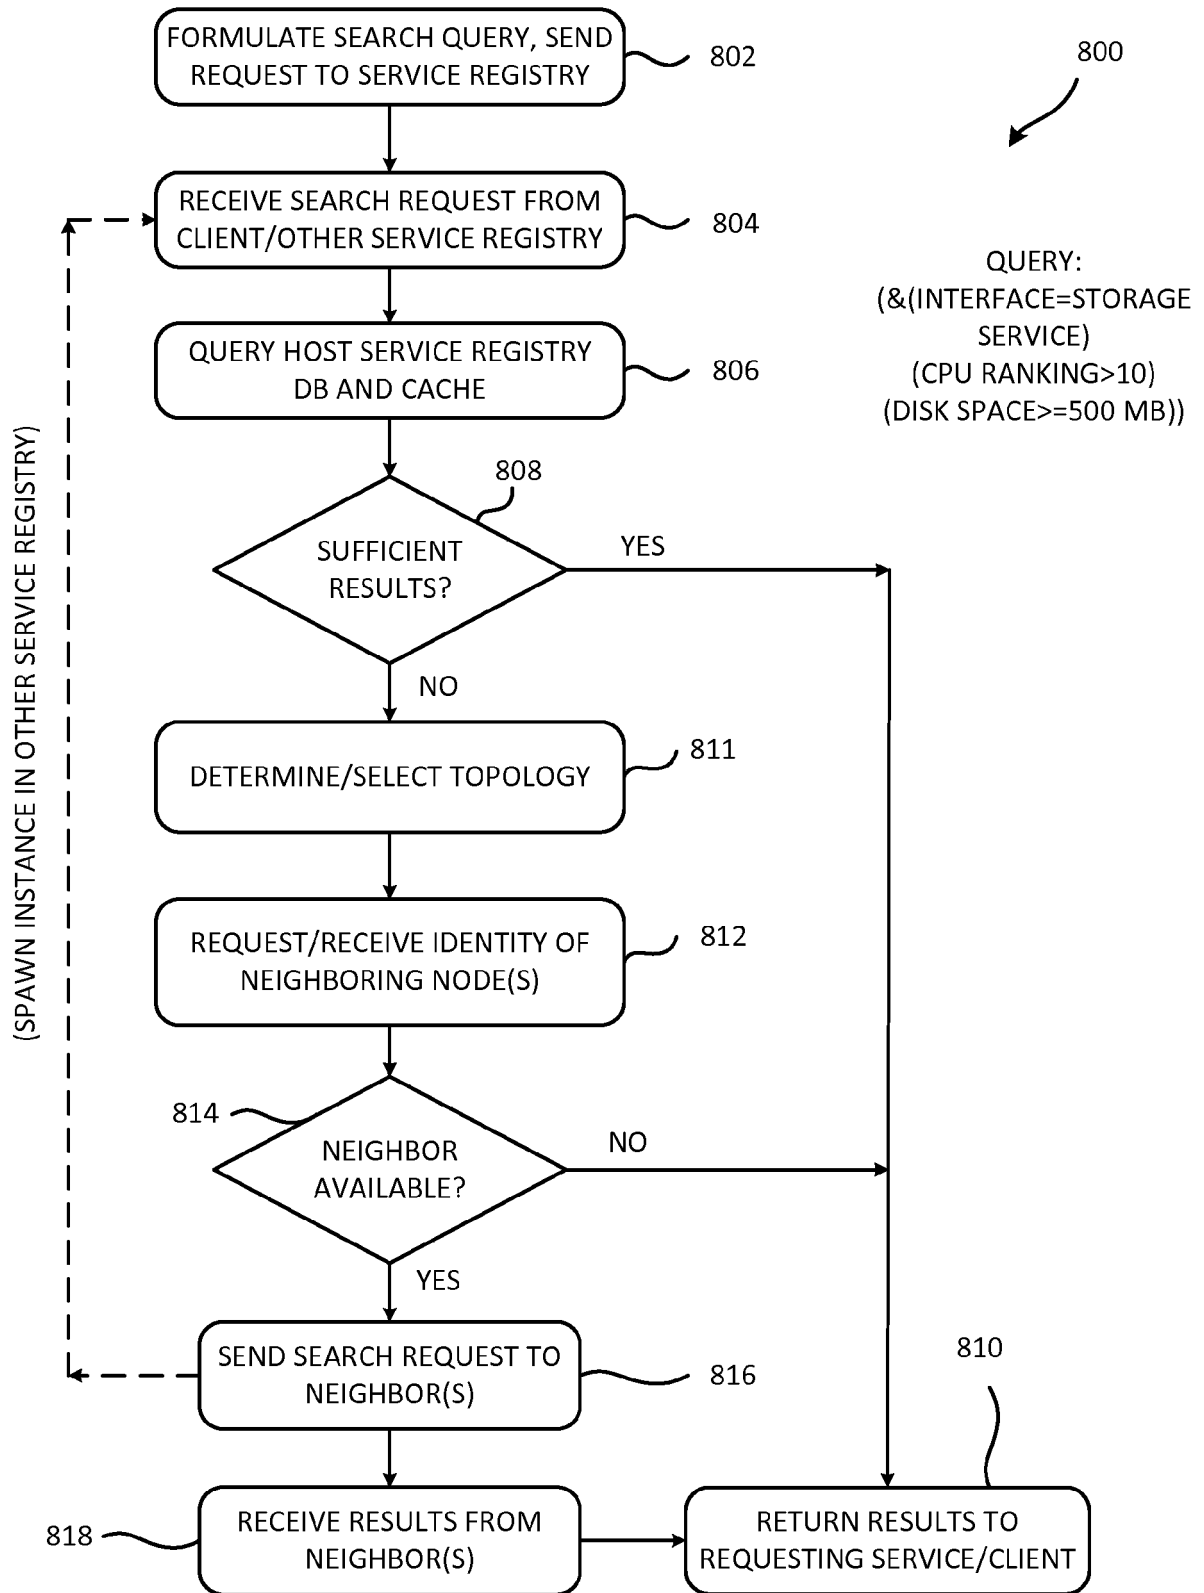 FORMULATE SEARCH QUERY, SEND
REQUEST TO SERVICE REGISTRY
802
800
RECEIVE SEARCH REQUEST FROM
CLIENT/OTHER SERVICE REGISTRY
804
QUERY:
(&(INTERFACE=STORAGE
SERVICE)
(CPU RANKING>10)
(DISK SPACE>=500 MB))
QUERY HOST SERVICE REGISTRY
DB AND CACHE
806
808
SUFFICIENT
RESULTS?
YES
NO
(SPAWN INSTANCE IN OTHER SERVICE REGISTRY)
DETERMINE/SELECT TOPOLOGY
811
REQUEST/RECEIVE IDENTITY OF
NEIGHBORING NODE(S)
812
814
NEIGHBOR
AVAILABLE?
NO
YES
SEND SEARCH REQUEST TO
NEIGHBOR(S)
816
810
818
RECEIVE RESULTS FROM
NEIGHBOR(S)
RETURN RESULTS TO
REQUESTING SERVICE/CLIENT